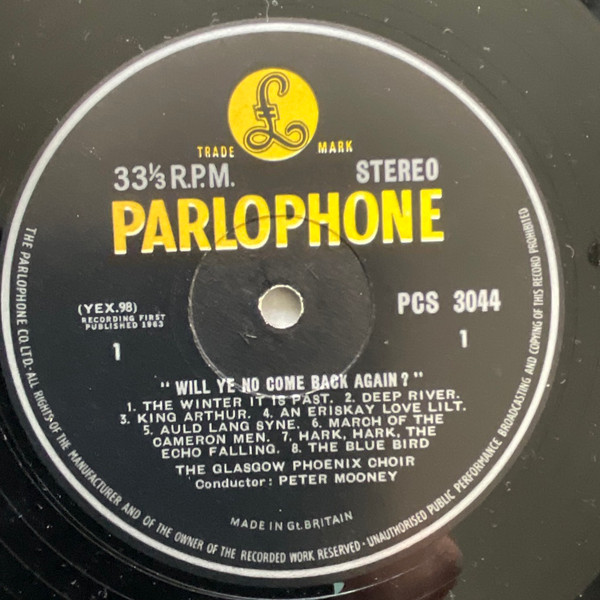 £
TRADE MARK
33⅓ R.P.M. STEREO
PARLOPHONE
(YEX.98) PCS 3044
RECORDING FIRST
PUBLISHED 1963
1 1
"WILL YE NO COME BACK AGAIN?"
1. THE WINTER IT IS PAST. 2. DEEP RIVER.
3. KING ARTHUR. 4. AN ERISKAY LOVE LILT.
5. AULD LANG SYNE. 6. MARCH OF THE
CAMERON MEN. 7. HARK, HARK, THE
ECHO FALLING. 8. THE BLUE BIRD
THE GLASGOW PHOENIX CHOIR
Conductor: PETER MOONEY
MADE IN Gt.BRITAIN
THE PARLOPHONE CO. LTD. · ALL RIGHTS OF THE MANUFACTURER AND OF THE OWNER OF THE RECORDED WORK RESERVED · UNAUTHORISED PUBLIC PERFORMANCE BROADCASTING AND COPYING OF THIS RECORD PROHIBITED